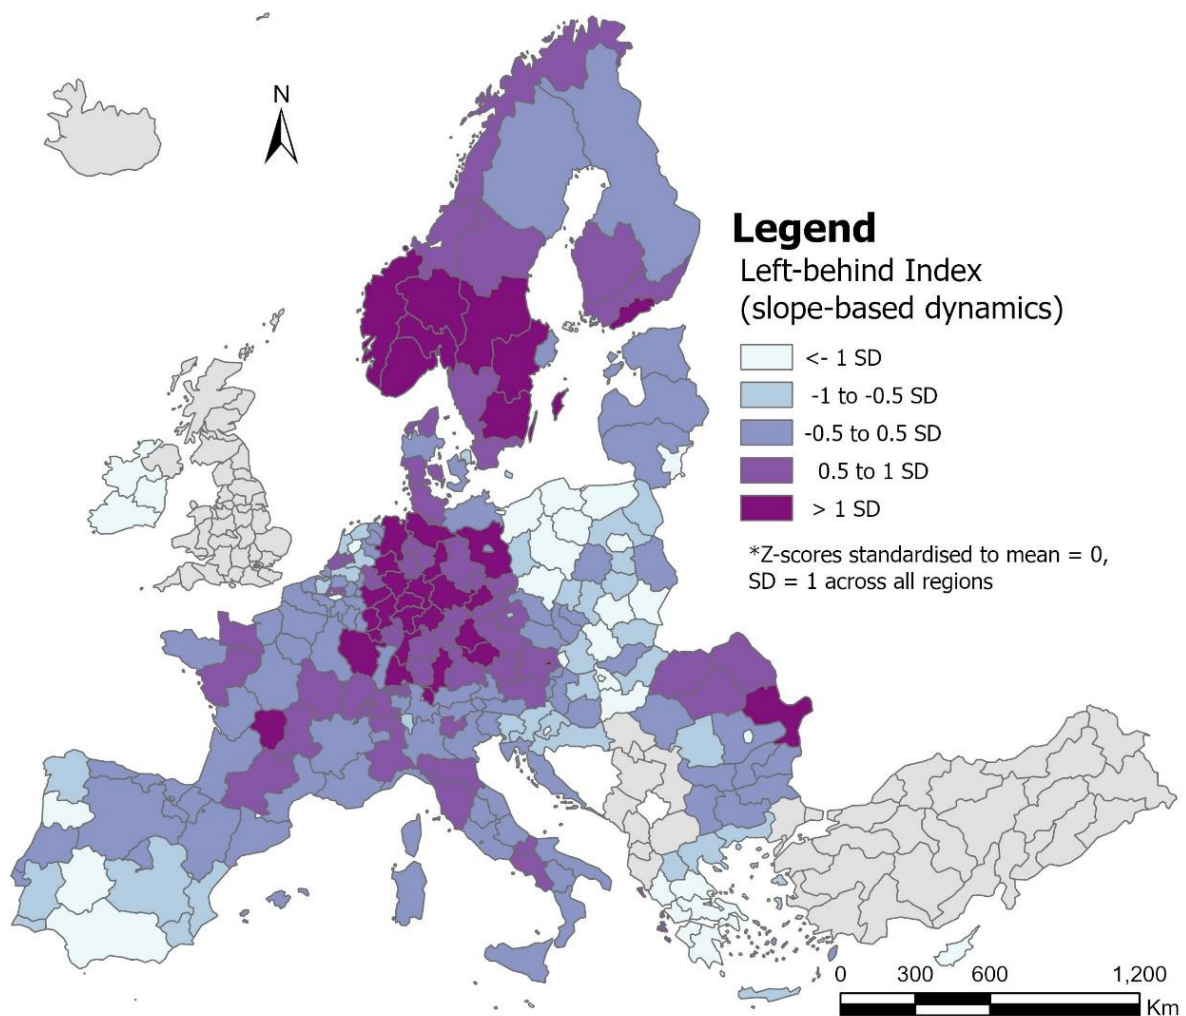 N
Legend
Left-behind Index
(slope-based dynamics)
<- 1 SD
-1 to -0.5 SD
-0.5 to 0.5 SD
0.5 to 1 SD
> 1 SD
*Z-scores standardised to mean = 0,
SD = 1 across all regions
0 300 600 1,200
Km